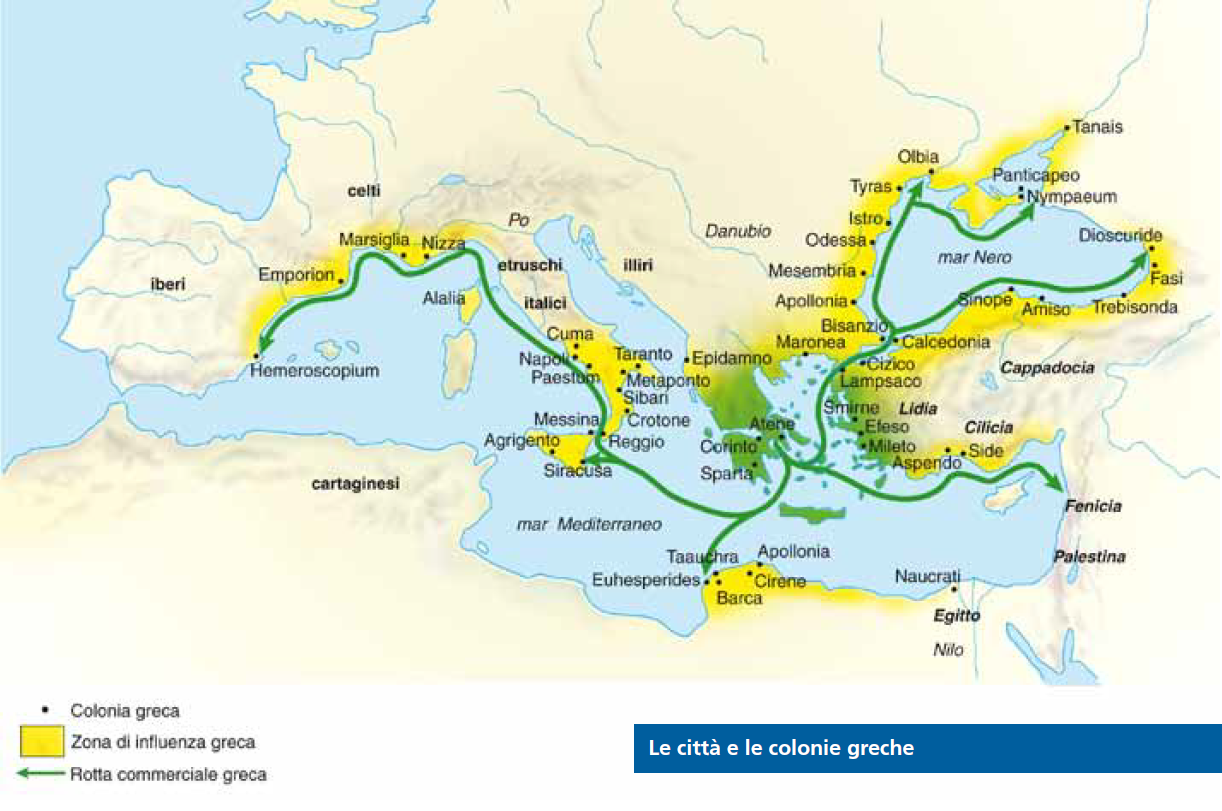 Tanais
Olbia
Panticapeo
Tyras
Nympaeum
celti
Istro
Po
Danubio
Dioscuride
Marsiglia
Nizza
Odessa
mar Nero
etruschi
illiri
Mesembria
Fasi
Emporion
iberi
Alalia
italici
Apollonia
Sinope
Amiso
Trebisonda
Bisanzio
Cuma
Maronea
Calcedonia
Napoli
Taranto
Epidamno
Cizico
Cappadocia
Hemeroscopium
Paestum
Metaponto
Lampsaco
Sibari
Smirne
Lidia
Messina
Crotone
Atene
Efeso
Cilicia
Agrigento
Reggio
Corinto
Mileto
Side
Siracusa
Sparta
Aspendo
cartaginesi
Fenicia
mar Mediterraneo
Taauchra
Apollonia
Palestina
Euhesperides
Cirene
Naucrati
Barca
Egitto
Nilo
Colonia greca
Zona di influenza greca
Rotta commerciale greca
Le città e le colonie greche